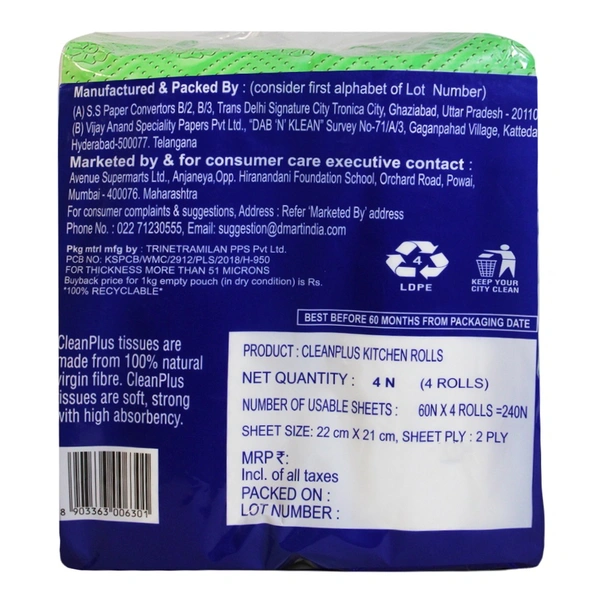 Manufactured & Packed By : (consider first alphabet of Lot Number)
(A) S.S Paper Convertors B/2, B/3, Trans Delhi Signature City Tronica City, Ghaziabad, Uttar Pradesh - 20110
(B) Vijay Anand Speciality Papers Pvt Ltd., "DAB 'N' KLEAN" Survey No-71/A/3, Gaganpahad Village, Katteda
Hyderabad-500077. Telangana
Marketed by & for consumer care executive contact :
Avenue Supermarts Ltd., Anjaneya,Opp. Hiranandani Foundation School, Orchard Road, Powai,
Mumbai - 400076. Maharashtra
For consumer complaints & suggestions, Address : Refer 'Marketed By' address
Phone No. : 022 71230555, Email: suggestion@dmartindia.com
Pkg mtrl mfg by : TRINETRAMILAN PPS Pvt Ltd.
PCB NO: KSPCB/WMC/2912/PLS/2018/H-950
FOR THICKNESS MORE THAN 51 MICRONS
Buyback price for 1kg empty pouch (in dry condition) is Rs.
*100% RECYCLABLE*
4
LDPE
KEEP YOUR
CITY CLEAN
BEST BEFORE 60 MONTHS FROM PACKAGING DATE
CleanPlus tissues are
made from 100% natural
virgin fibre. CleanPlus
issues are soft, strong
with high absorbency.
PRODUCT : CLEANPLUS KITCHEN ROLLS
NET QUANTITY : 4 N (4 ROLLS)
NUMBER OF USABLE SHEETS : 60N X 4 ROLLS =240N
SHEET SIZE: 22 cm X 21 cm, SHEET PLY : 2 PLY
MRP ₹:
Incl. of all taxes
PACKED ON :
LOT NUMBER :
8 903363 006301